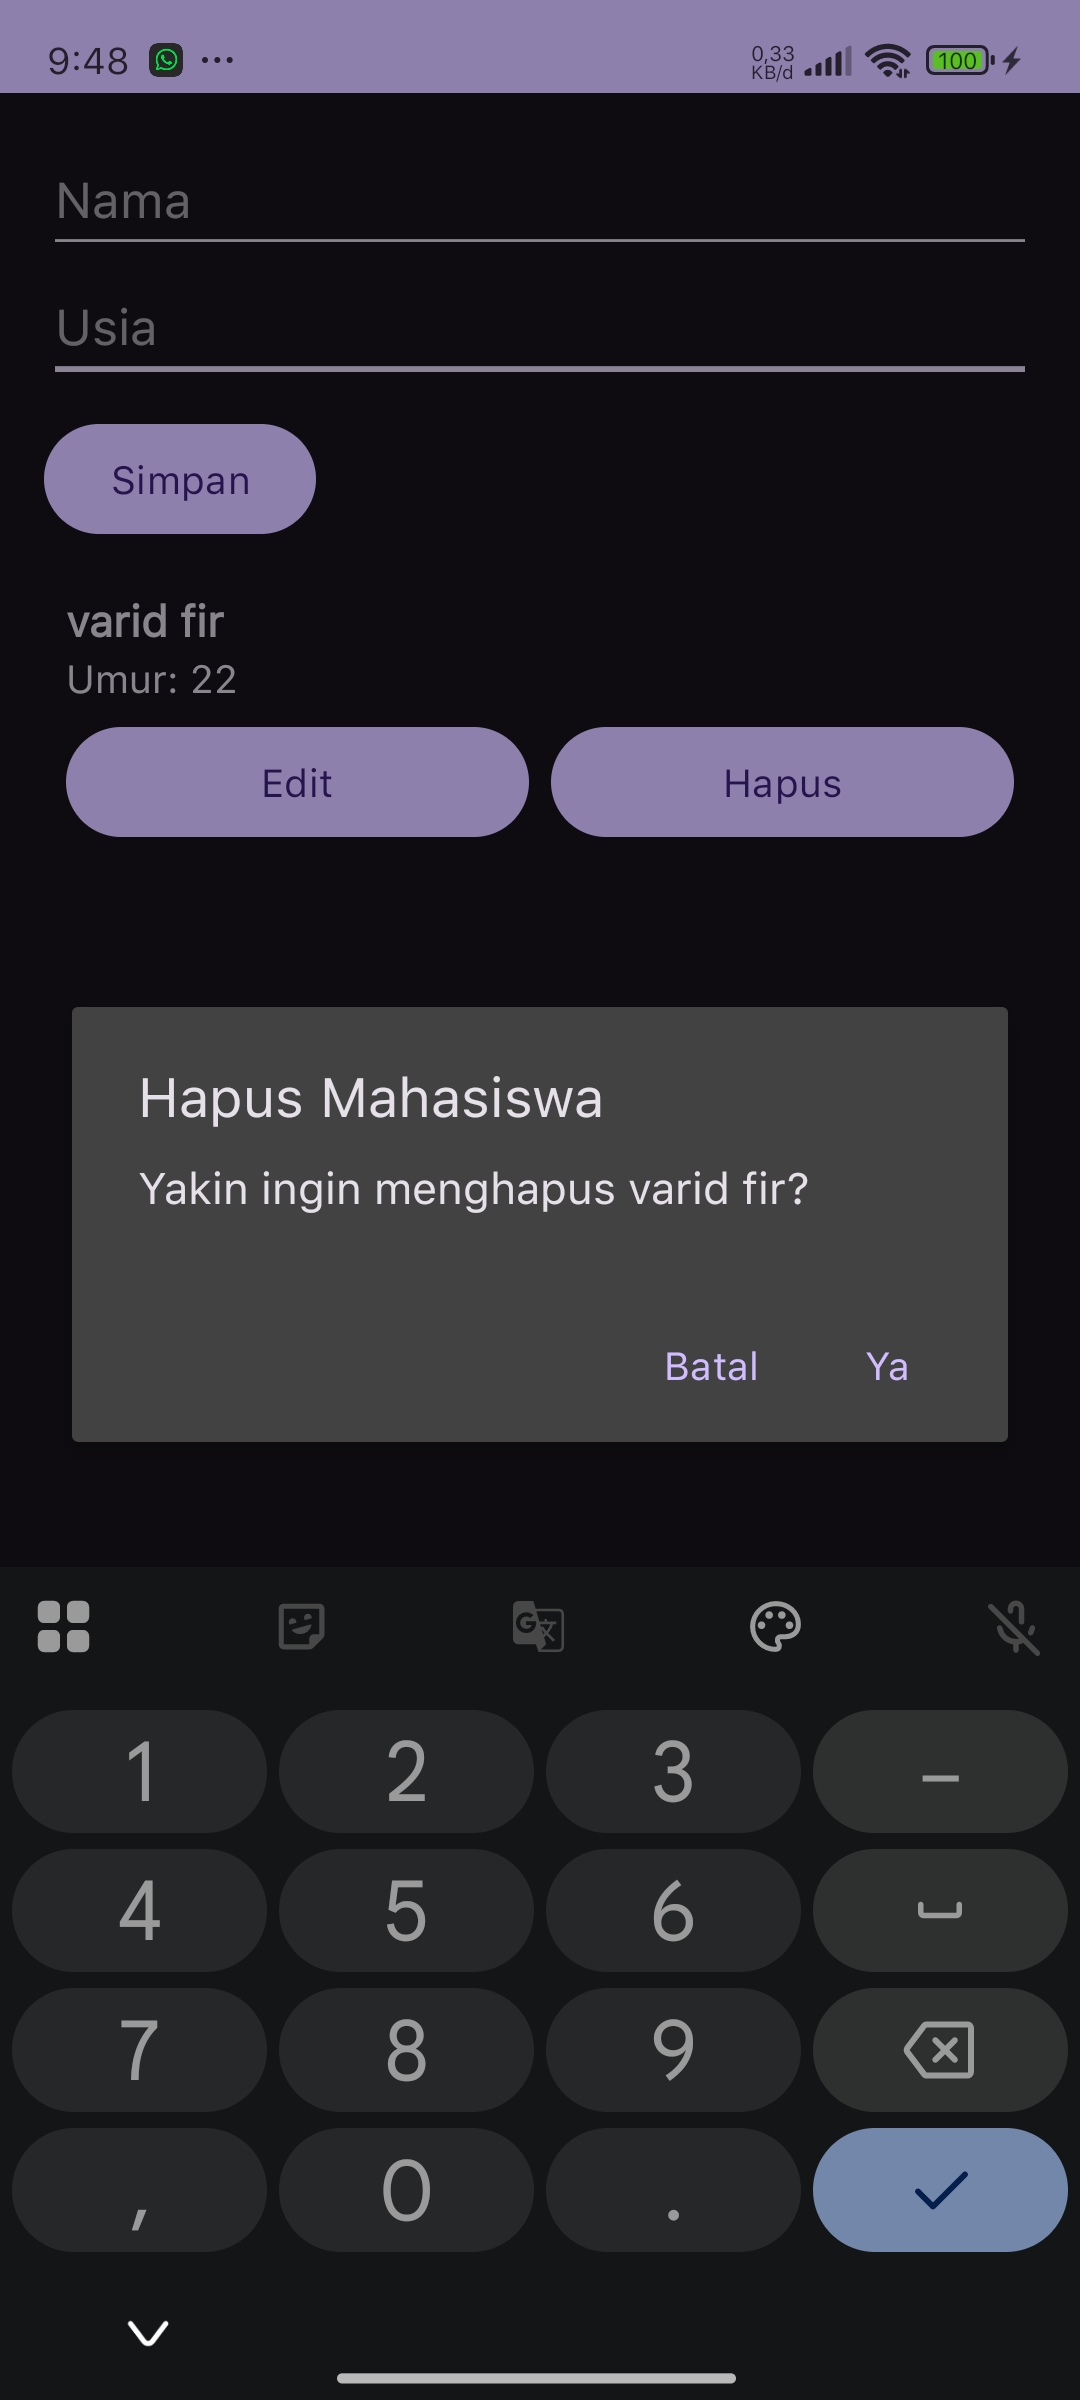 9:48 ...
0,33
KB/d
100
Nama
Usia
Simpan
varid fir
Umur: 22
Edit Hapus
Hapus Mahasiswa
Yakin ingin menghapus varid fir?
Batal Ya
G 文
1 2 3 –
4 5 6
7 8 9
, 0 .